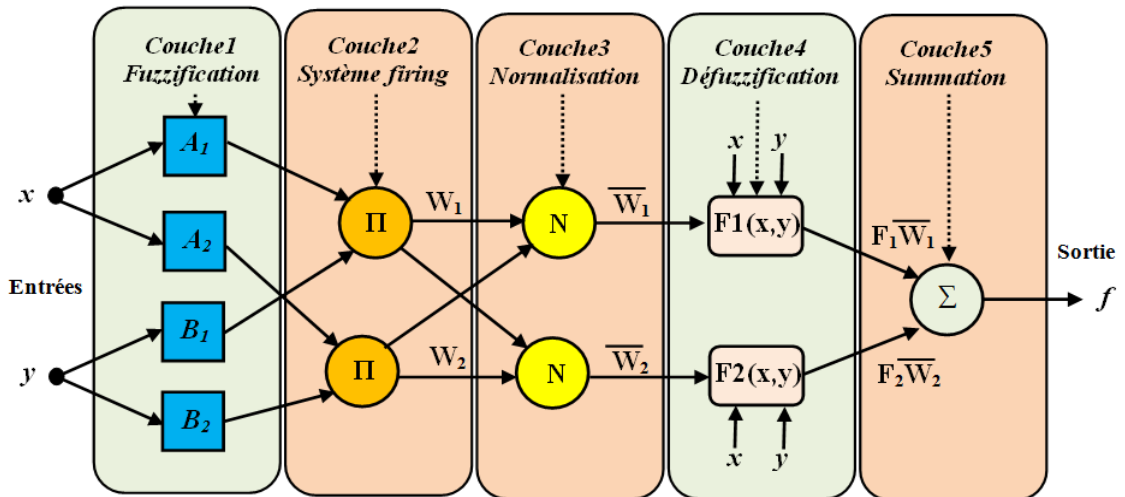 Couche1
Fuzzification
Couche2
Système firing
Couche3
Normalisation
Couche4
Défuzzification
Couche5
Summation
A₁
x
y
x
A₂
Π
W₁
N
W̅₁
F1(x,y)
F₁W̅₁
Entrées
Sortie
Σ
f
B₁
y
Π
W₂
N
W̅₂
F2(x,y)
F₂W̅₂
B₂
x
y